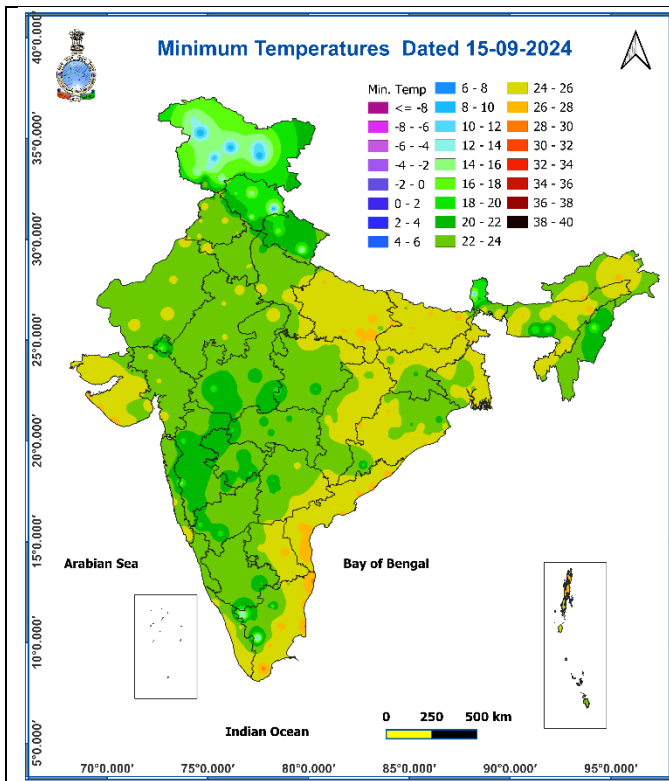 Minimum Temperatures Dated 15-09-2024
Min. Temp
<= -8
-8 - -6
-6 - -4
-4 - -2
-2 - 0
0 - 2
2 - 4
4 - 6
6 - 8
8 - 10
10 - 12
12 - 14
14 - 16
16 - 18
18 - 20
20 - 22
22 - 24
24 - 26
26 - 28
28 - 30
30 - 32
32 - 34
34 - 36
36 - 38
38 - 40
40°0.000'
35°0.000'
30°0.000'
25°0.000'
20°0.000'
15°0.000'
10°0.000'
5°0.000'
Arabian Sea
Bay of Bengal
Indian Ocean
0 250 500 km
70°0.000' 75°0.000' 80°0.000' 85°0.000' 90°0.000' 95°0.000'